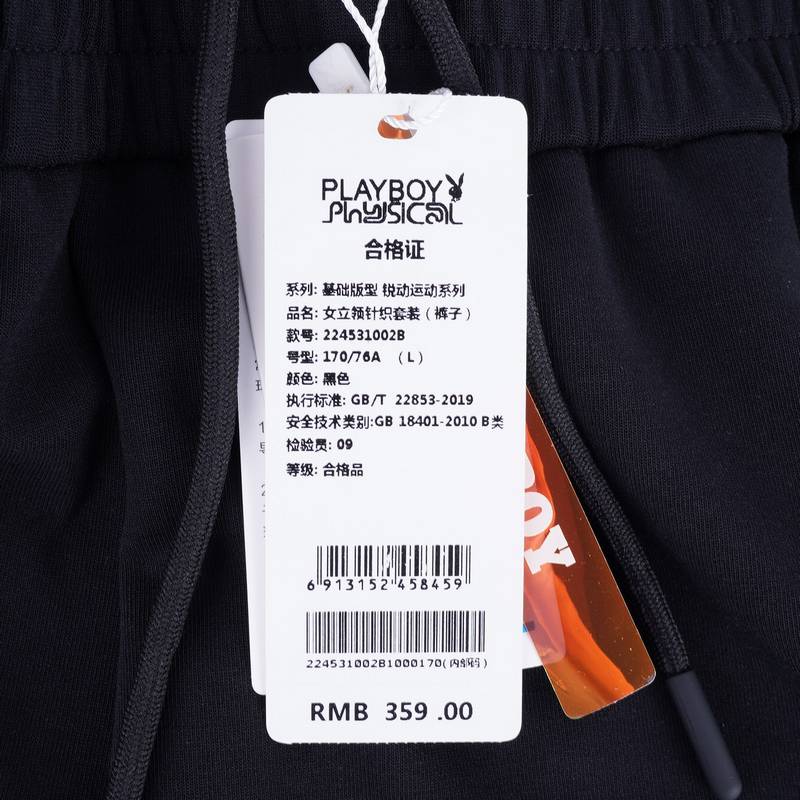 PLAYBOY
PhySICAL
合格证
系列: 基础版型 锐动运动系列
品名: 女立领针织套装（裤子）
款号: 224531002B
号型: 170/76A （L）
颜色: 黑色
执行标准: GB/T 22853-2019
安全技术类别:GB 18401-2010 B类
检验员: 09
等级: 合格品
6 913152 458459
224531002B1000170(内部码)
RMB 359 .00